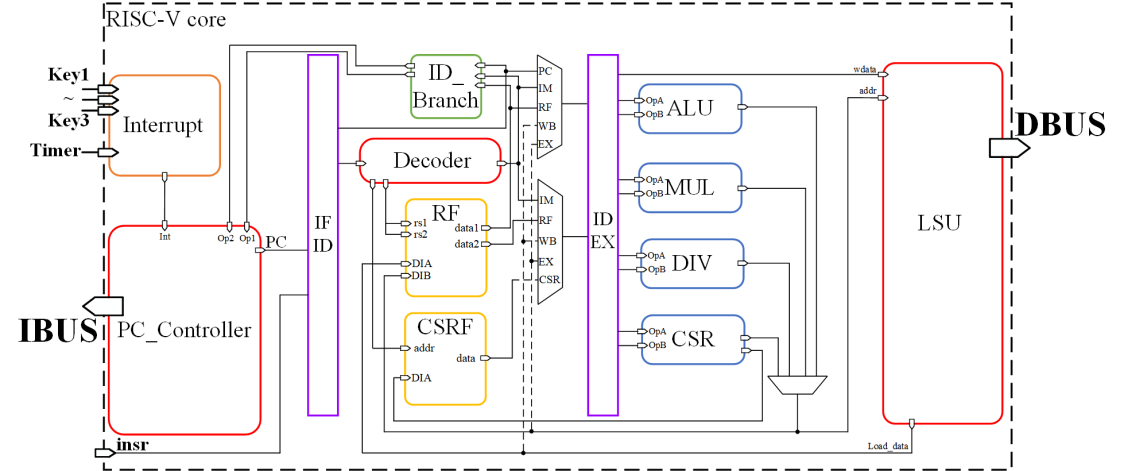 RISC-V core
Key1
~
Key3
Timer
Interrupt
Int
Op2
Op1
PC
IBUS
PC_Controller
insr
IF
ID
ID_
Branch
Decoder
RF
rs1
rs2
DIA
DIB
data1
data2
CSRF
addr
data
DIA
PC
IM
RF
WB
EX
IM
RF
WB
EX
CSR
ID
EX
OpA
OpB
ALU
OpA
OpB
MUL
OpA
OpB
DIV
OpA
OpB
CSR
wdata
addr
LSU
Load_data
DBUS